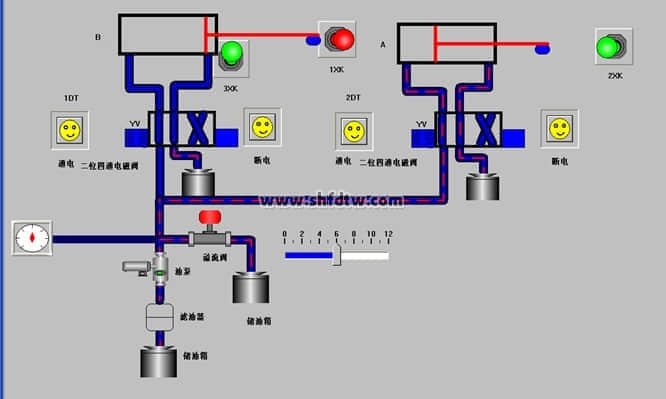 B
A
1XK
3XK
2XK
1DT
2DT
YV
YV
通电
二位四通电磁阀
断电
通电
二位四通电磁阀
断电
www.shfdtw.com
0 2 4 6 8 10 12
溢流阀
油泵
滤油器
储油箱
储油箱